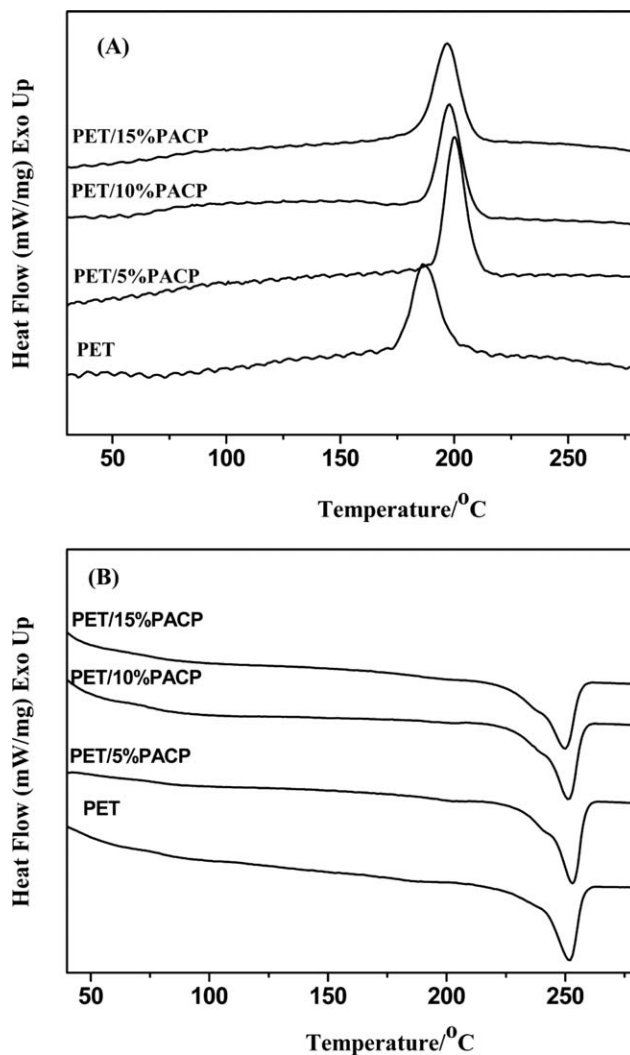 (A)
PET/15%PACP
PET/10%PACP
PET/5%PACP
PET
Heat Flow (mW/mg) Exo Up
50 100 150 200 250
Temperature/°C
(B)
PET/15%PACP
PET/10%PACP
PET/5%PACP
PET
Heat Flow (mW/mg) Exo Up
50 100 150 200 250
Temperature/°C